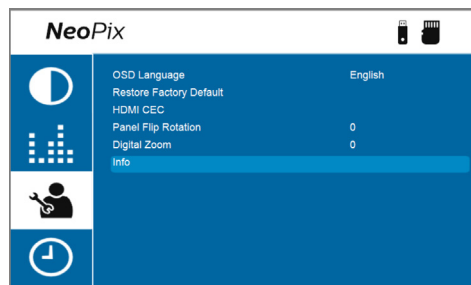 NeoPix
OSD Language English
Restore Factory Default
HDMI CEC
Panel Flip Rotation 0
Digital Zoom 0
Info